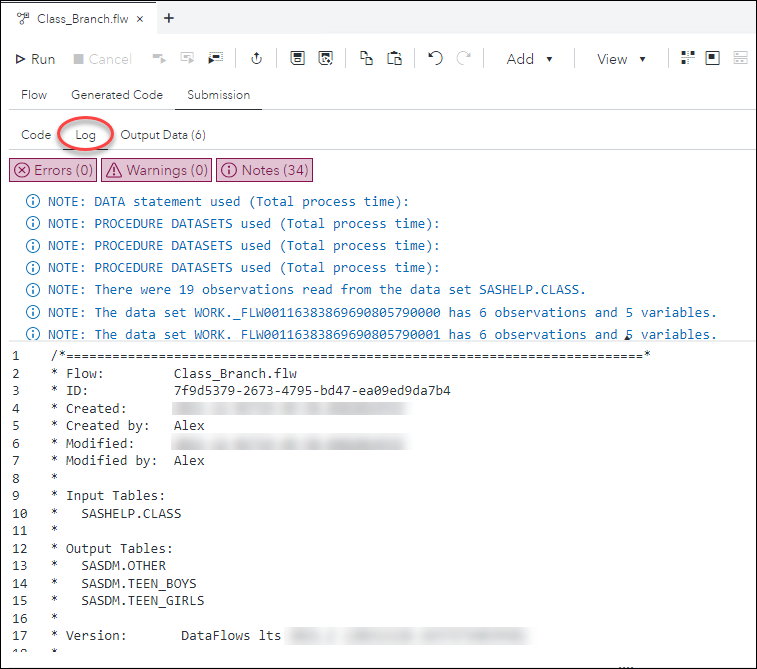 Class_Branch.flw × +
Run Cancel Add ▼ View ▼
Flow Generated Code Submission
Code Log Output Data (6)
Errors (0) Warnings (0) Notes (34)
NOTE: DATA statement used (Total process time):
NOTE: PROCEDURE DATASETS used (Total process time):
NOTE: PROCEDURE DATASETS used (Total process time):
NOTE: PROCEDURE DATASETS used (Total process time):
NOTE: There were 19 observations read from the data set SASHELP.CLASS.
NOTE: The data set WORK._FLW00116383869690805790000 has 6 observations and 5 variables.
NOTE: The data set WORK._FLW00116383869690805790001 has 6 observations and 5 variables.
1 /*===========================================================================*
2 * Flow: Class_Branch.flw
3 * ID: 7f9d5379-2673-4795-bd47-ea09ed9da7b4
4 * Created:
5 * Created by: Alex
6 * Modified:
7 * Modified by: Alex
8 *
9 * Input Tables:
10 * SASHELP.CLASS
11 *
12 * Output Tables:
13 * SASDM.OTHER
14 * SASDM.TEEN_BOYS
15 * SASDM.TEEN_GIRLS
16 *
17 * Version: DataFlows lts
18 *